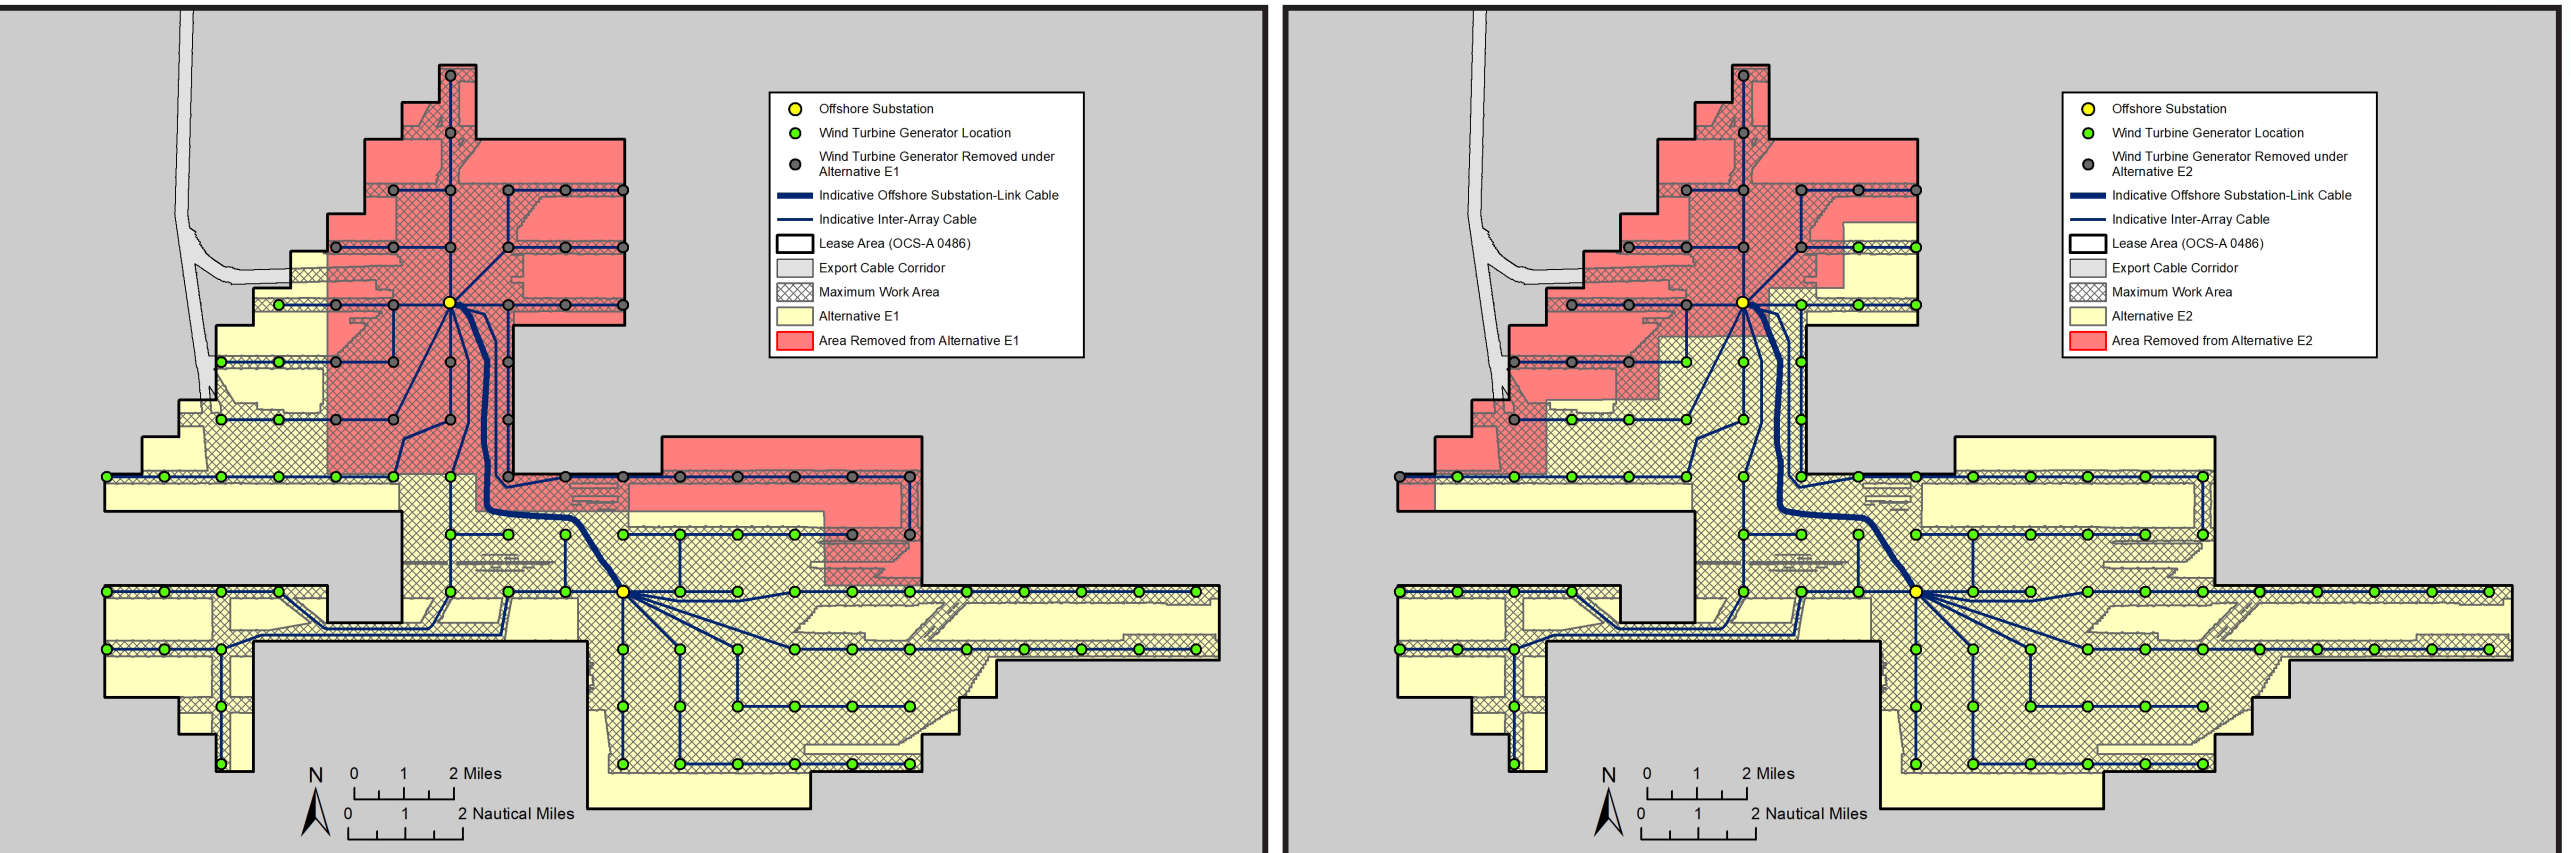 Offshore Substation
Wind Turbine Generator Location
Wind Turbine Generator Removed under
Alternative E1
Indicative Offshore Substation-Link Cable
Indicative Inter-Array Cable
Lease Area (OCS-A 0486)
Export Cable Corridor
Maximum Work Area
Alternative E1
Area Removed from Alternative E1
N
0 1 2 Miles
0 1 2 Nautical Miles
Offshore Substation
Wind Turbine Generator Location
Wind Turbine Generator Removed under
Alternative E2
Indicative Offshore Substation-Link Cable
Indicative Inter-Array Cable
Lease Area (OCS-A 0486)
Export Cable Corridor
Maximum Work Area
Alternative E2
Area Removed from Alternative E2
N
0 1 2 Miles
0 1 2 Nautical Miles